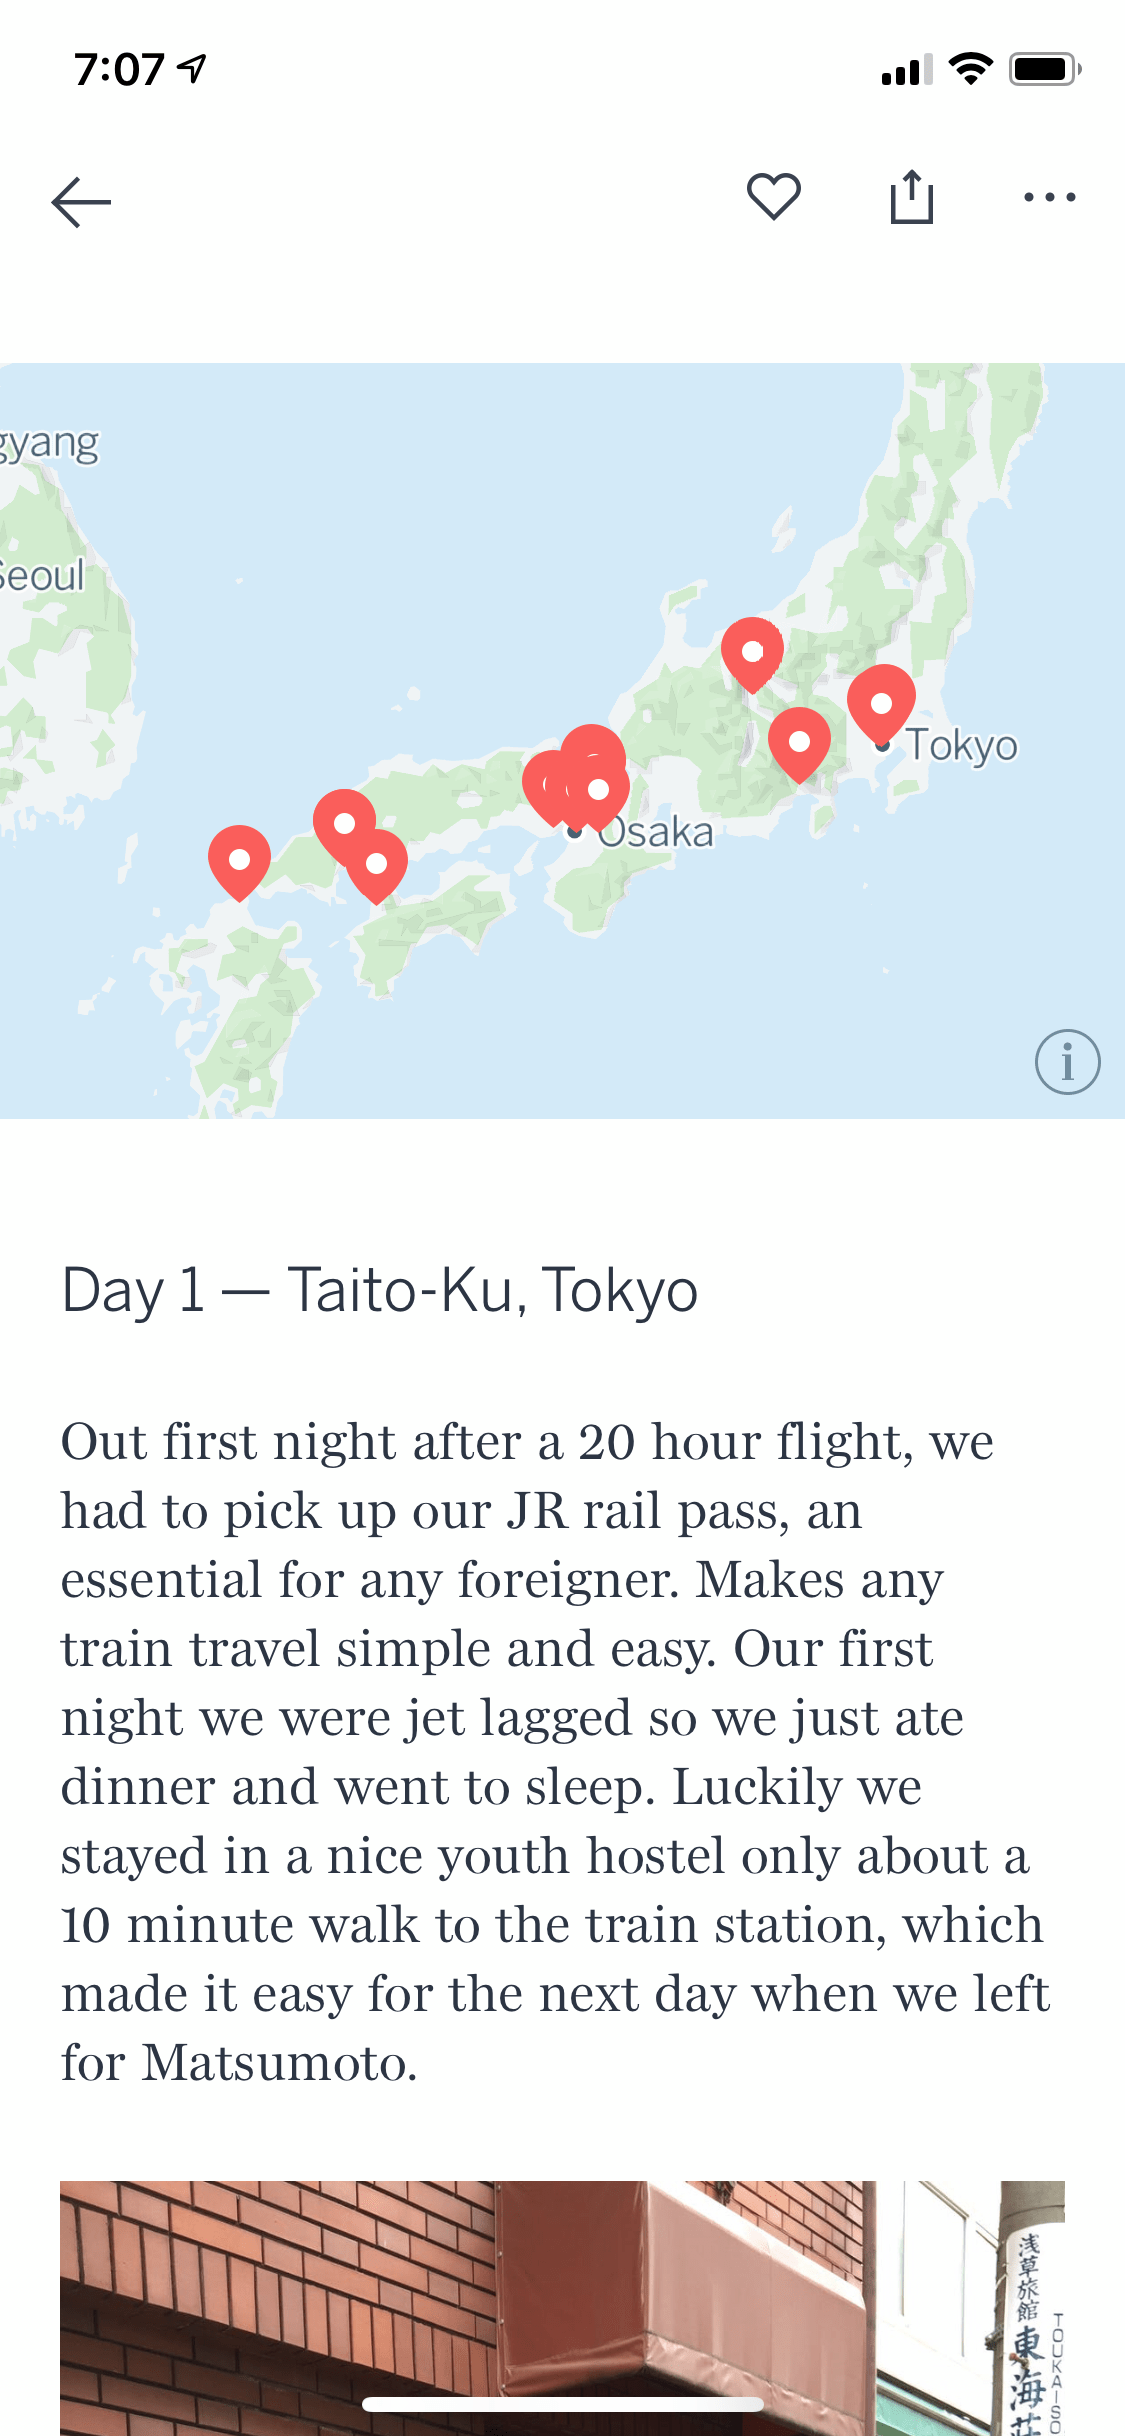 7:07
gyang
Seoul
Tokyo
Osaka
i
Day 1 — Taito-Ku, Tokyo
Out first night after a 20 hour flight, we
had to pick up our JR rail pass, an
essential for any foreigner. Makes any
train travel simple and easy. Our first
night we were jet lagged so we just ate
dinner and went to sleep. Luckily we
stayed in a nice youth hostel only about a
10 minute walk to the train station, which
made it easy for the next day when we left
for Matsumoto.
浅草旅館
東海荘
TOUKAISO